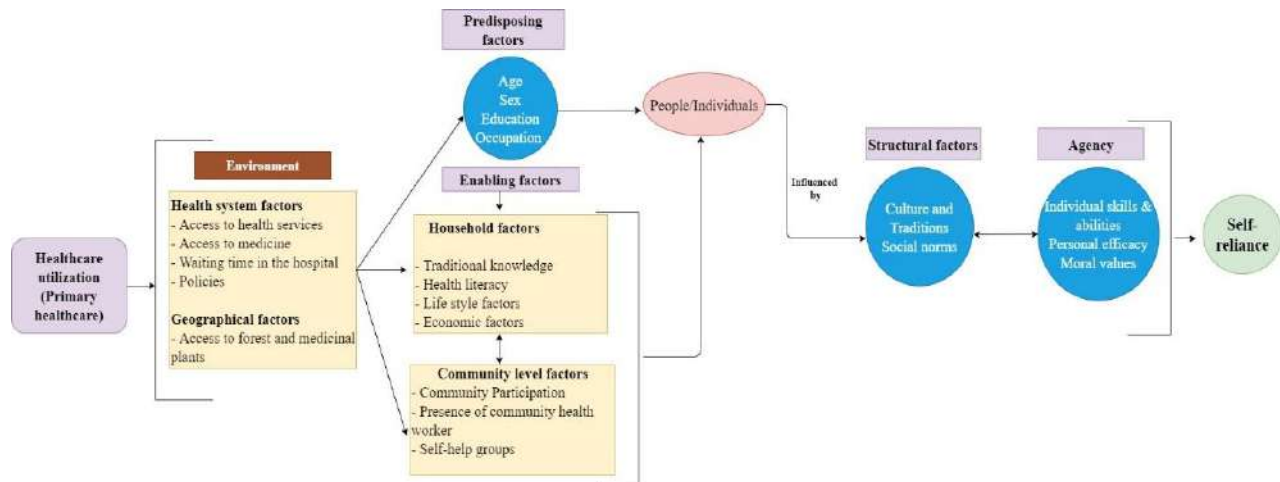 Healthcare
utilization
(Primary
healthcare)
Environment
Health system factors
- Access to health services
- Access to medicine
- Waiting time in the hospital
- Policies
Geographical factors
- Access to forest and medicinal
plants
Predisposing
factors
Age
Sex
Education
Occupation
Enabling factors
Household factors
- Traditional knowledge
- Health literacy
- Life style factors
- Economic factors
Community level factors
- Community Participation
- Presence of community health
worker
- Self-help groups
People/Individuals
Influenced
by
Structural factors
Culture and
Traditions
Social norms
Agency
Individual skills &
abilities
Personal efficacy
Moral values
Self-
reliance